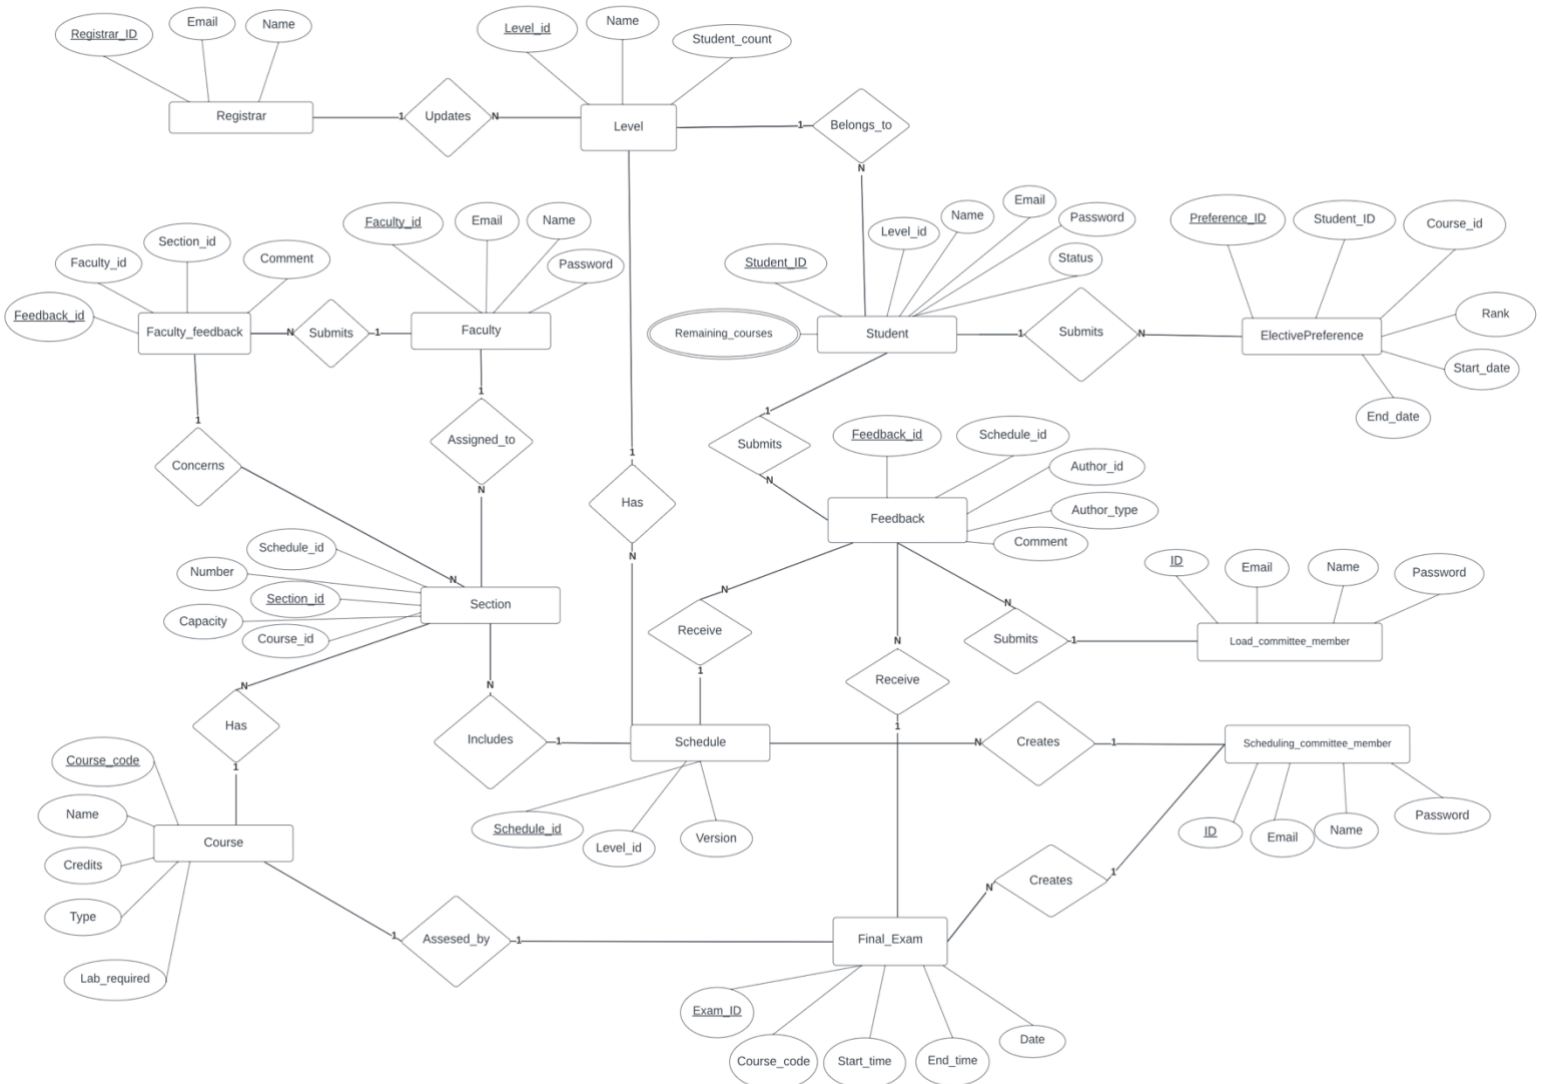 Registrar_ID
Email
Name
Level_id
Name
Student_count
Registrar
1
Updates
N
Level
1
Belongs_to
N
Faculty_id
Section_id
Comment
Feedback_id
Faculty_feedback
N
Submits
1
Faculty_id
Email
Name
Password
Faculty
Student_ID
Level_id
Name
Email
Password
Status
Remaining_courses
Student
1
Submits
N
Preference_ID
Student_ID
Course_id
Rank
Start_date
End_date
ElectivePreference
1
Concerns
N
1
Assigned_to
N
1
Has
N
1
Submits
N
Feedback_id
Schedule_id
Author_id
Author_type
Comment
Feedback
Schedule_id
Number
Section_id
Capacity
Course_id
Section
N
Receive
1
N
Receive
1
N
Submits
1
ID
Email
Name
Password
Load_committee_member
N
Has
1
N
Includes
1
Schedule
N
Creates
1
Scheduling_committee_member
Schedule_id
Level_id
Version
ID
Email
Name
Password
Course_code
Name
Credits
Type
Lab_required
Course
1
Assesed_by
1
Final_Exam
N
Creates
1
Exam_ID
Course_code
Start_time
End_time
Date